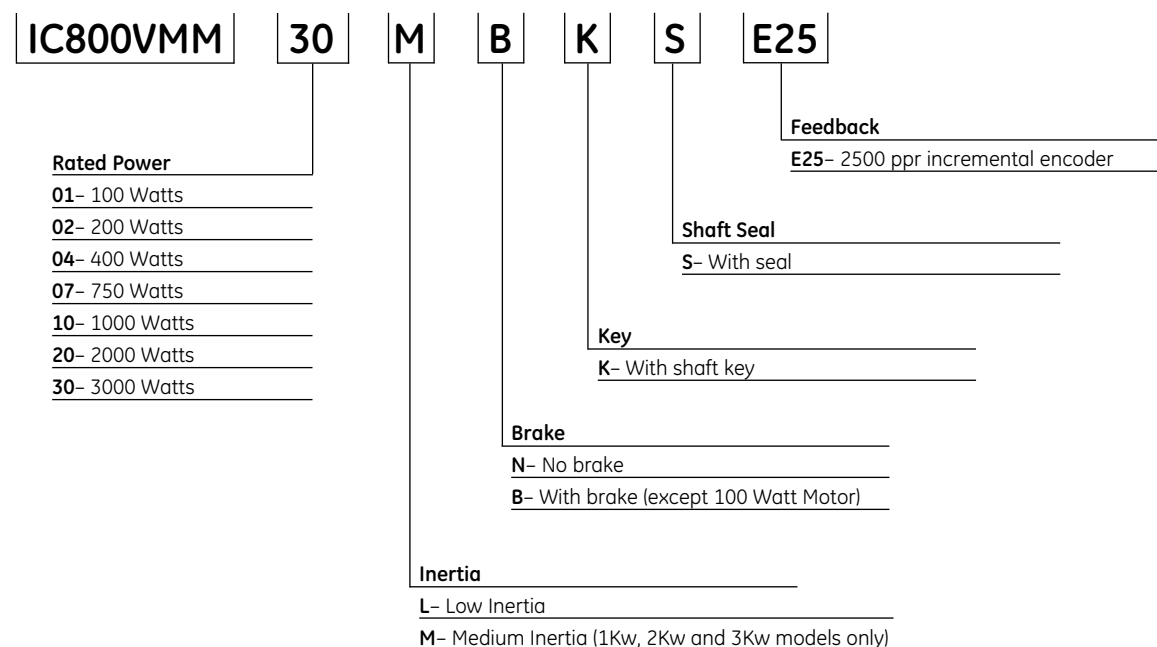 IC800VMM 30 M B K S E25
Feedback
E25– 2500 ppr incremental encoder
Rated Power
01– 100 Watts
02– 200 Watts
04– 400 Watts
07– 750 Watts
10– 1000 Watts
20– 2000 Watts
30– 3000 Watts
Shaft Seal
S– With seal
Key
K– With shaft key
Brake
N– No brake
B– With brake (except 100 Watt Motor)
Inertia
L– Low Inertia
M– Medium Inertia (1Kw, 2Kw and 3Kw models only)